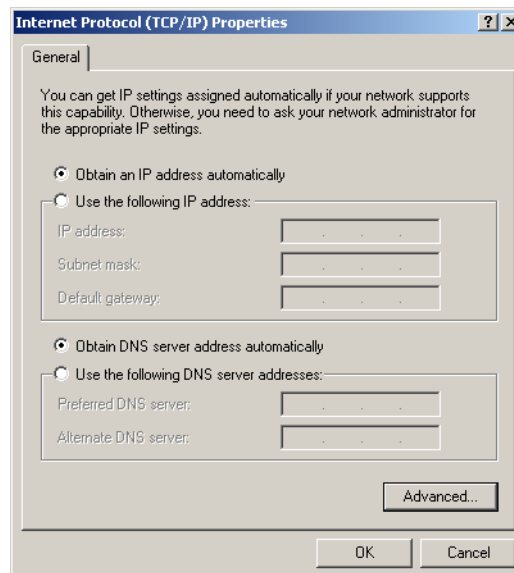 Internet Protocol (TCP/IP) Properties
General
You can get IP settings assigned automatically if your network supports
this capability. Otherwise, you need to ask your network administrator for
the appropriate IP settings.
Obtain an IP address automatically
Use the following IP address:
IP address:
Subnet mask:
Default gateway:
Obtain DNS server address automatically
Use the following DNS server addresses:
Preferred DNS server:
Alternate DNS server:
Advanced...
OK Cancel